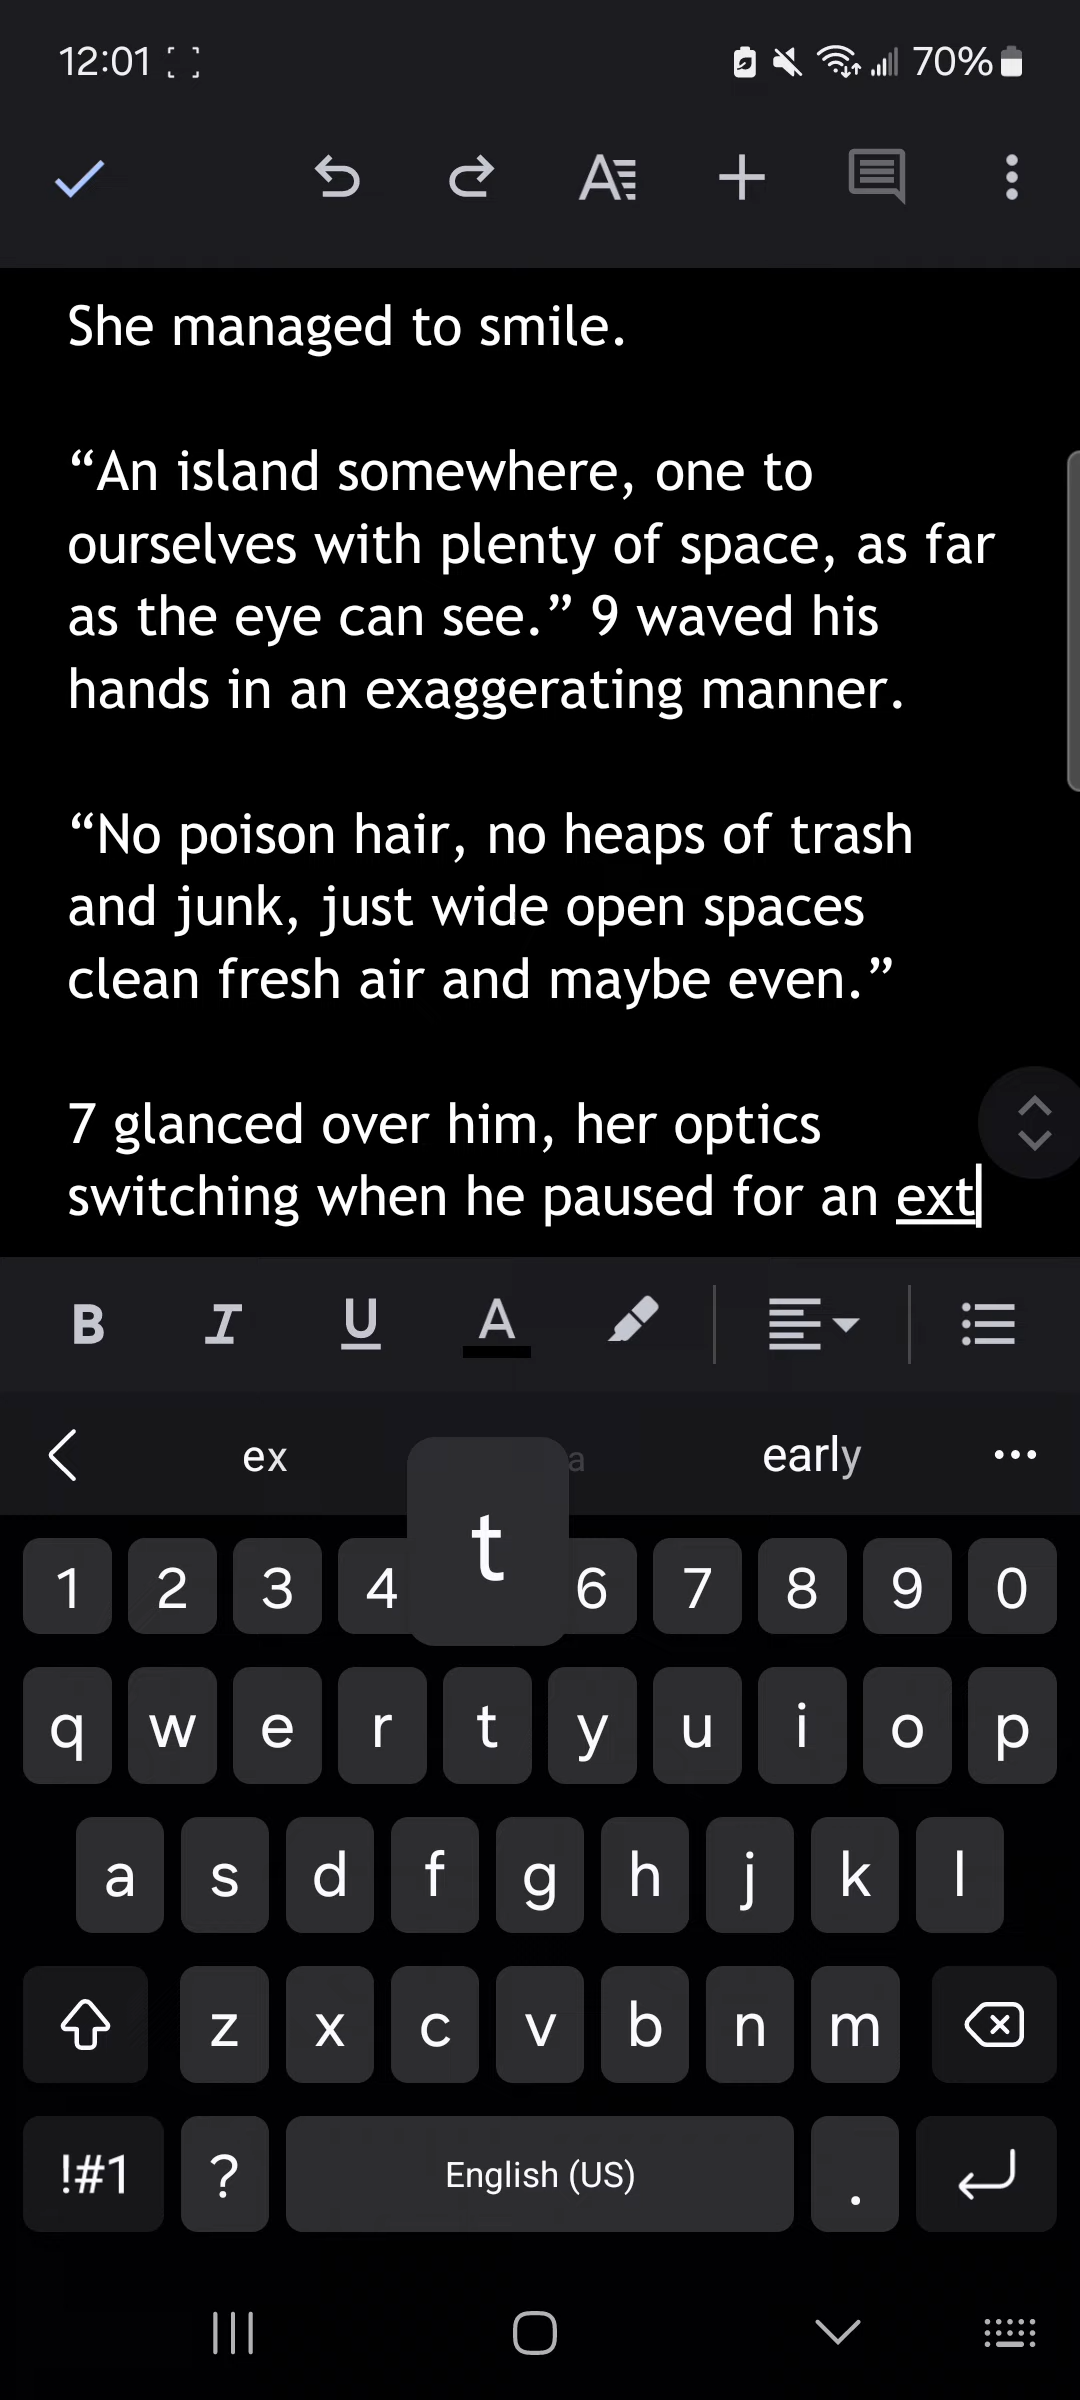 12:01
70%
She managed to smile.
“An island somewhere, one to
ourselves with plenty of space, as far
as the eye can see.” 9 waved his
hands in an exaggerating manner.
“No poison hair, no heaps of trash
and junk, just wide open spaces
clean fresh air and maybe even.”
7 glanced over him, her optics
switching when he paused for an ext
B I U A
ex a early
t
1 2 3 4 6 7 8 9 0
q w e r t y u i o p
a s d f g h j k l
z x c v b n m
!#1 ? English (US) .